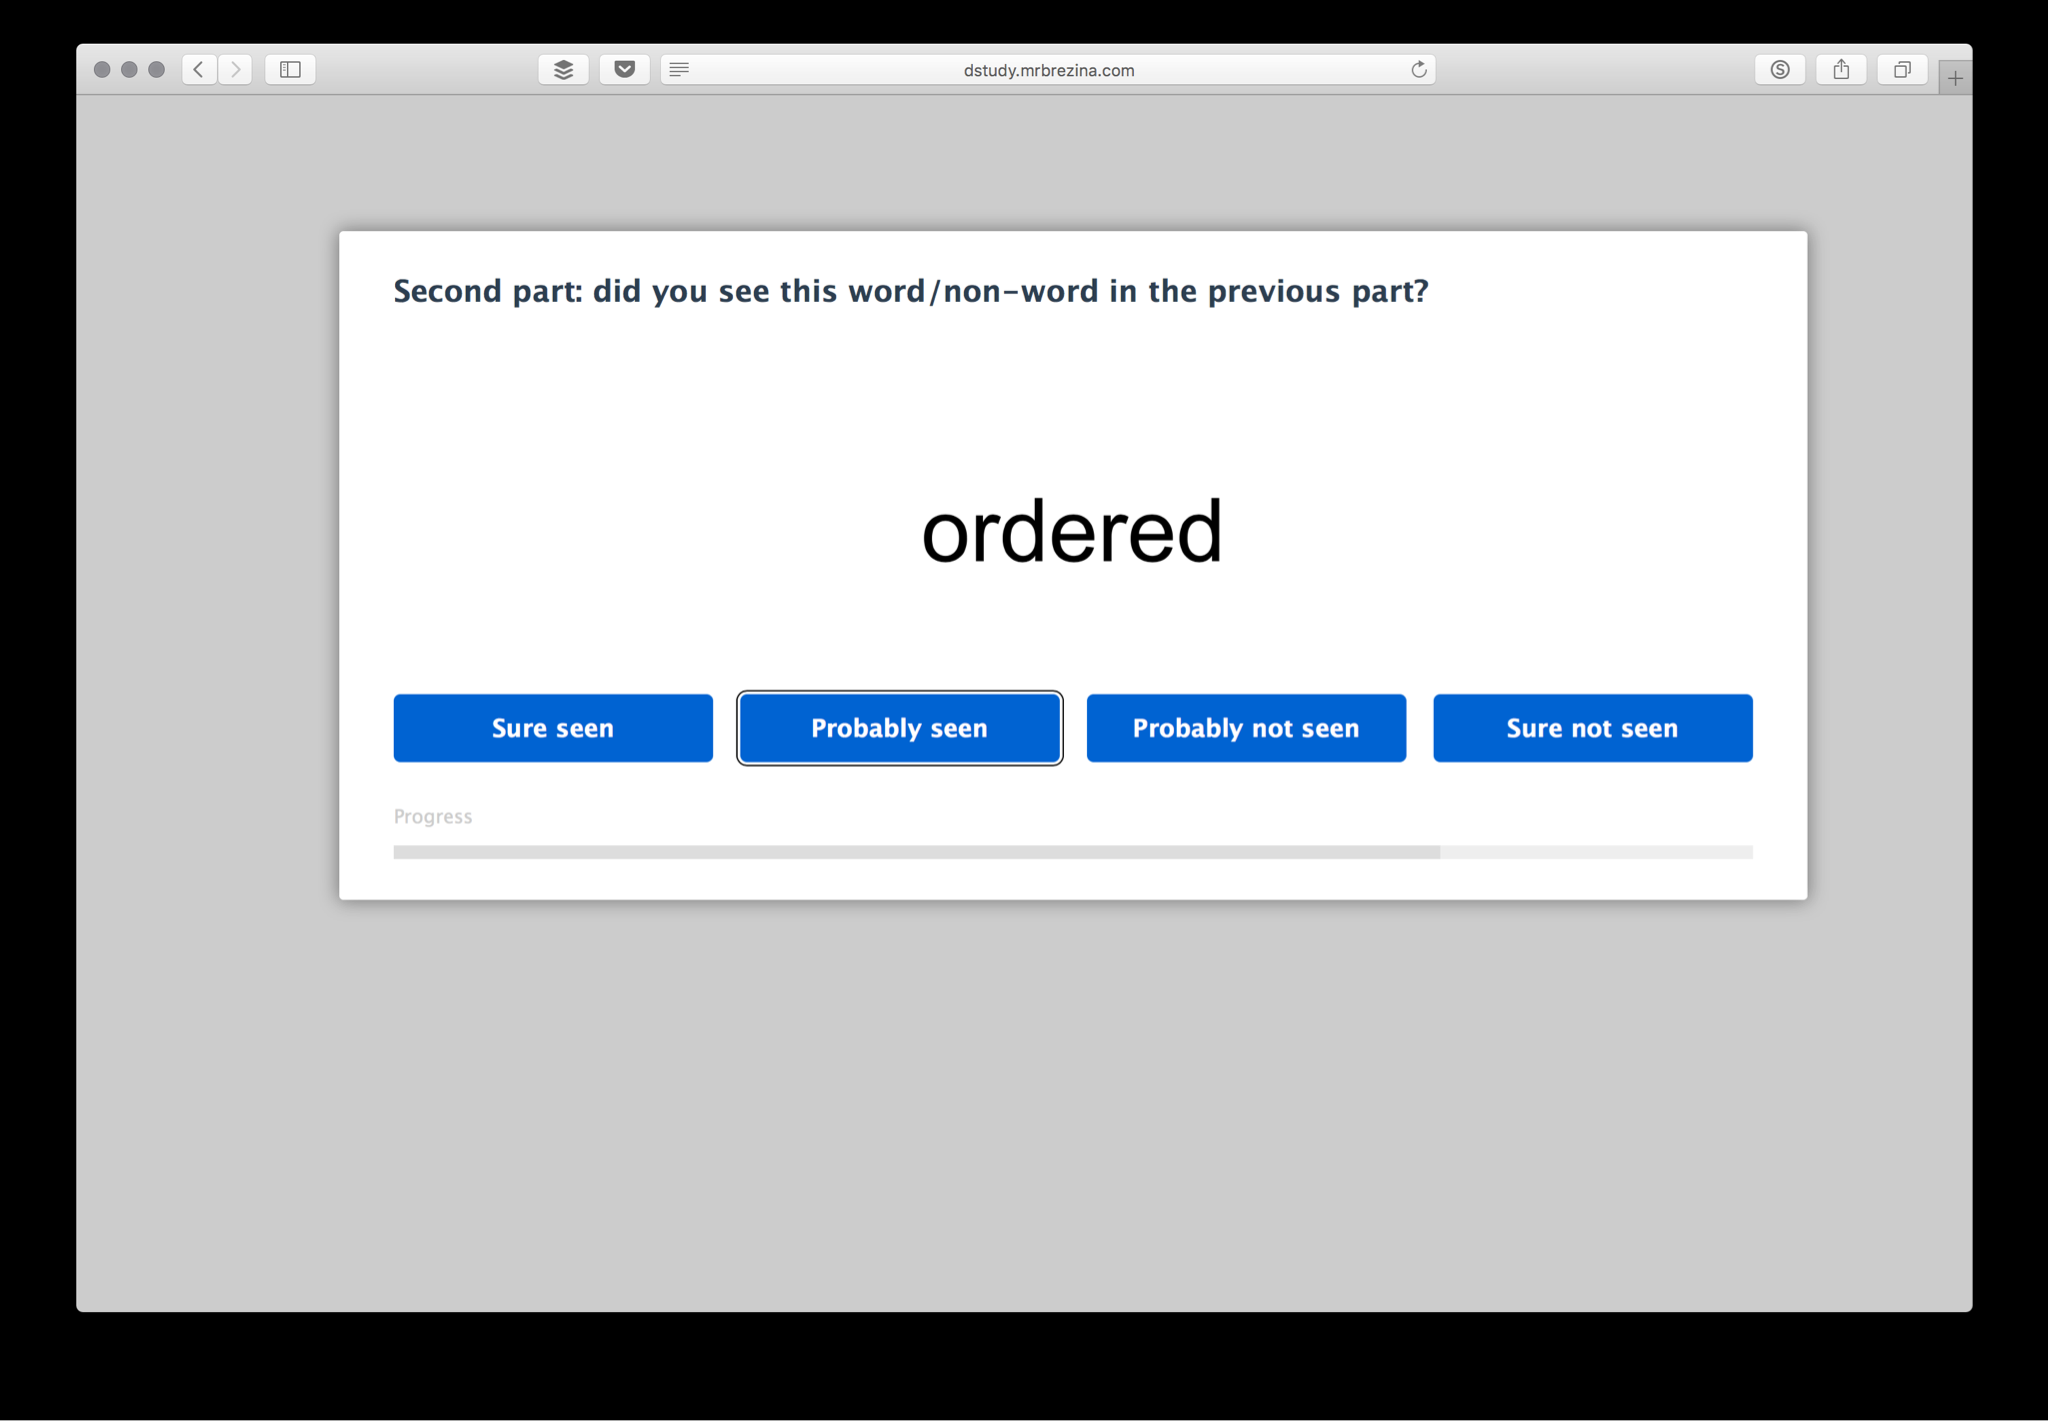 dstudy.mrbrezina.com
Second part: did you see this word/non-word in the previous part?
ordered
Sure seen
Probably seen
Probably not seen
Sure not seen
Progress